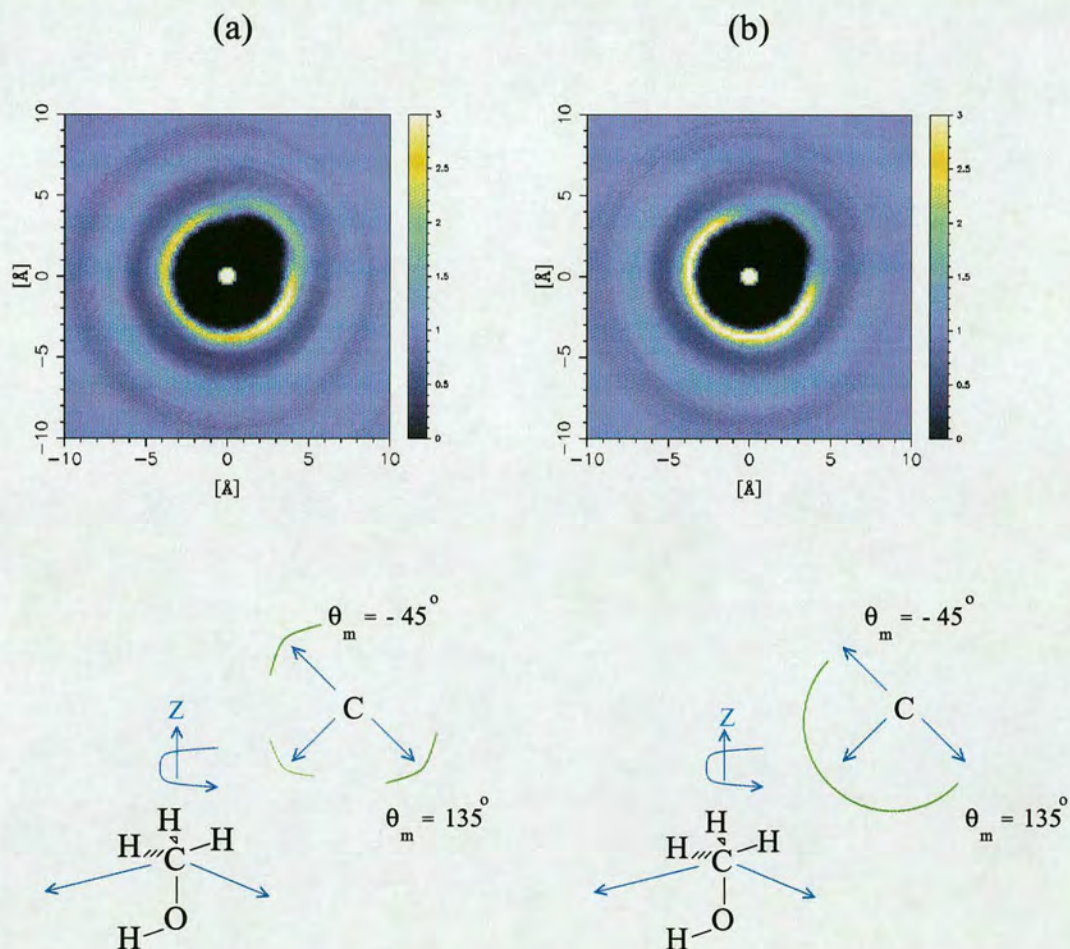 (a)
(b)
10
5
0
−5
−10
[Å]
−10 −5 0 5 10
[Å]
3
2.5
2
1.5
1
0.5
0
10
5
0
−5
−10
[Å]
−10 −5 0 5 10
[Å]
3
2.5
2
1.5
1
0.5
0
θm = - 45°
C
Z
θm = 135°
H
H C H
O
H
θm = - 45°
C
Z
θm = 135°
H
H C H
O
H